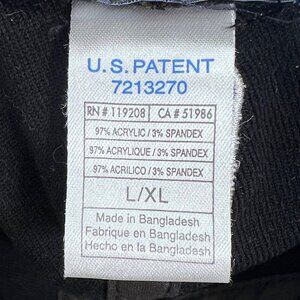 U.S. PATENT
7213270
RN # 119208 CA # 51986
97% ACRYLIC / 3% SPANDEX
97% ACRYLIQUE / 3% SPANDEX
97% ACRILICO / 3% SPANDEX
L/XL
Made in Bangladesh
Fabrique en Bangladesh
Hecho en la Bangladesh